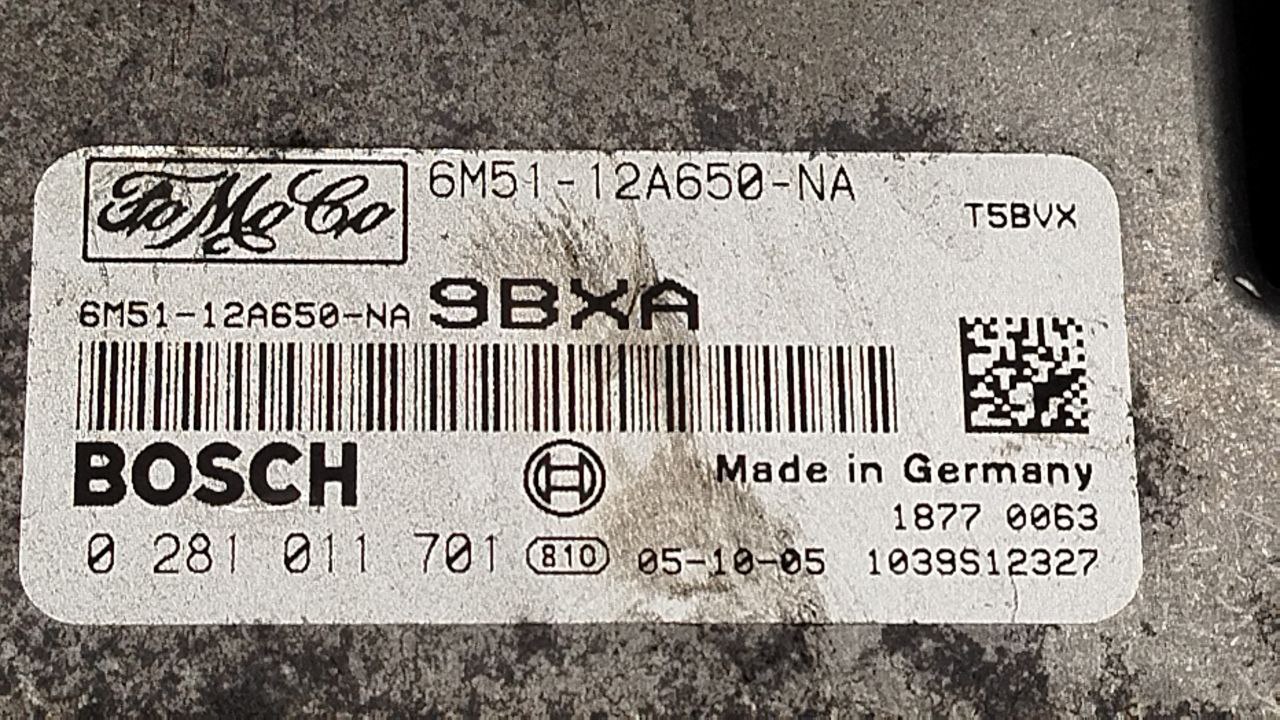 FoMoCo 6M51-12A650-NA
T5BVX
6M51-12A650-NA 9BXA
BOSCH
Made in Germany
1877 0063
0 281 011 701 810 05-10-05 1039S12327